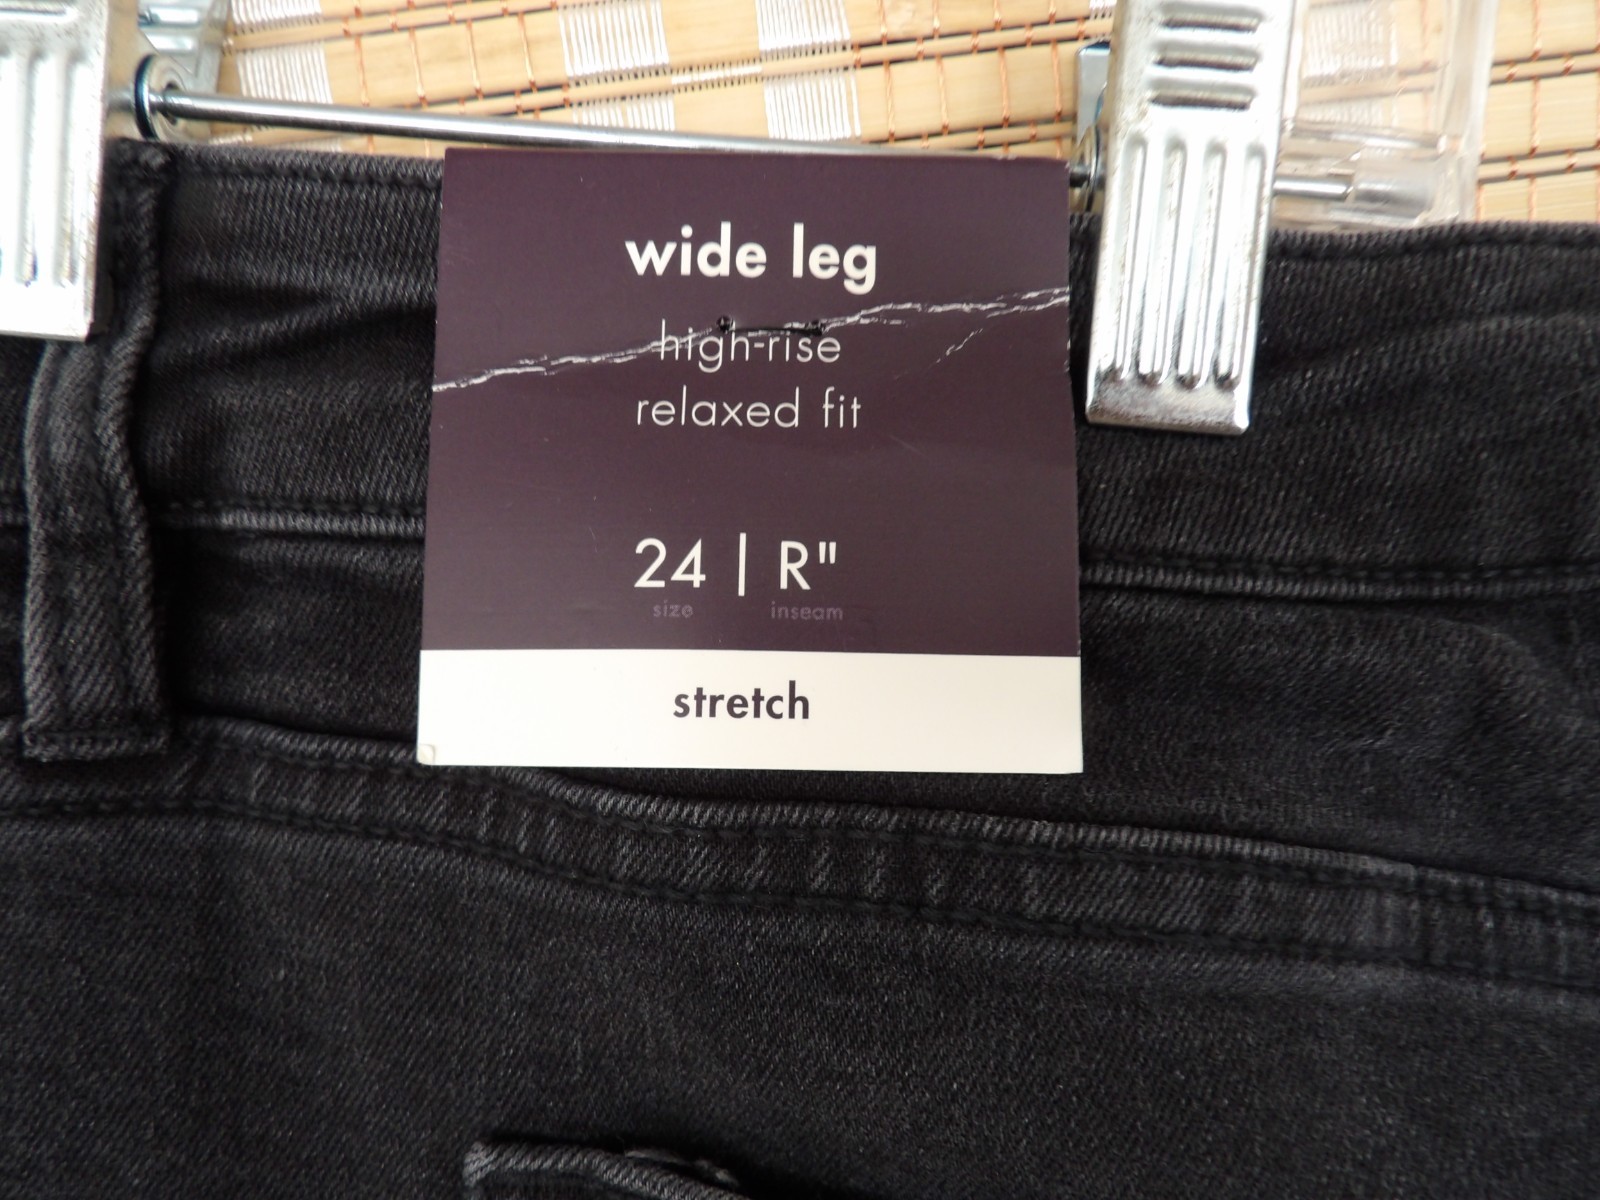 wide leg
high-rise
relaxed fit
24 | R"
size inseam
stretch